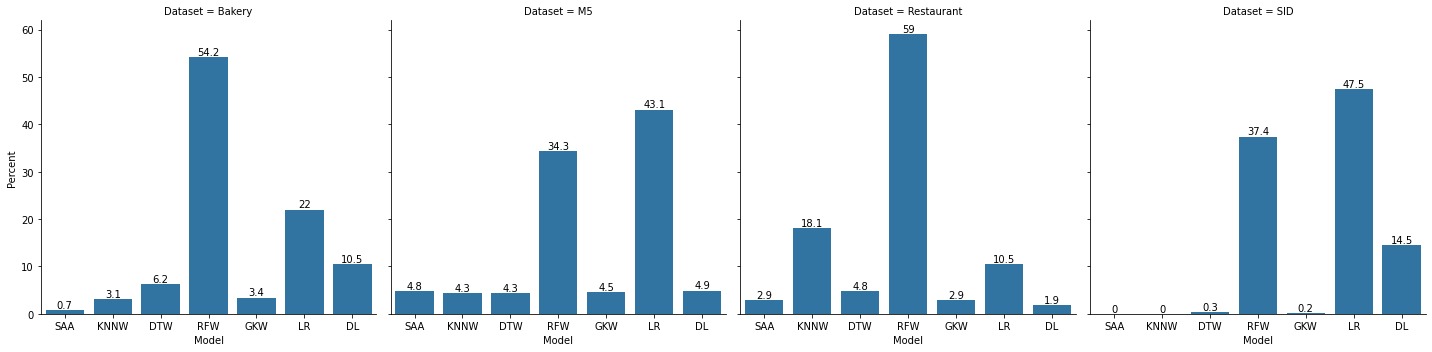 Dataset = Bakery
Dataset = M5
Dataset = Restaurant
Dataset = SID
Percent
60
50
40
30
20
10
0
0.7
3.1
6.2
54.2
3.4
22
10.5
SAA KNNW DTW RFW GKW LR DL
Model
4.8
4.3
4.3
34.3
4.5
43.1
4.9
SAA KNNW DTW RFW GKW LR DL
Model
2.9
18.1
4.8
59
2.9
10.5
1.9
SAA KNNW DTW RFW GKW LR DL
Model
0
0
0.3
37.4
0.2
47.5
14.5
SAA KNNW DTW RFW GKW LR DL
Model